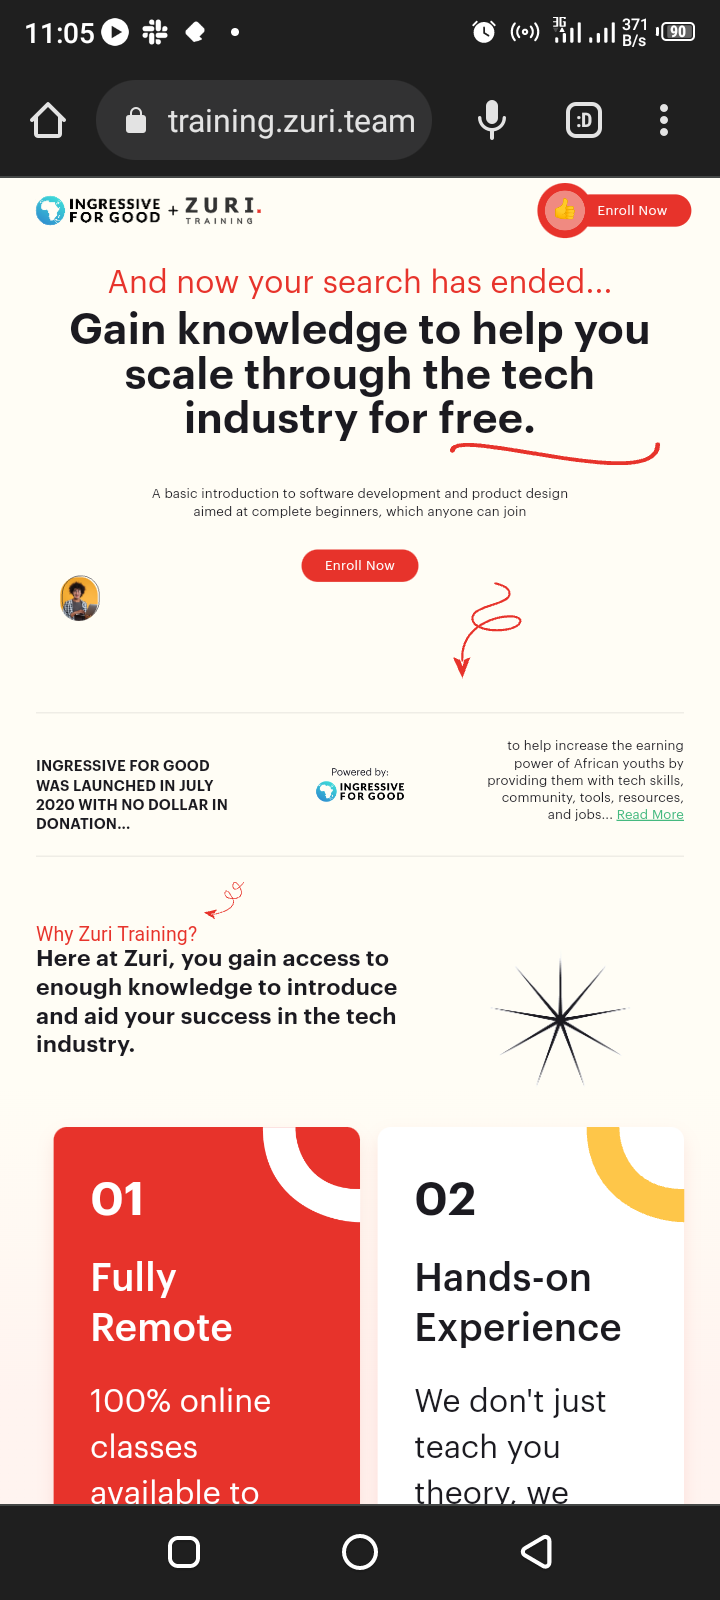 11:05
3G
371
B/s
90
training.zuri.team
:D
INGRESSIVE
FOR GOOD
+
ZURI.
TRAINING
👍
Enroll Now
And now your search has ended...
Gain knowledge to help you
scale through the tech
industry for free.
A basic introduction to software development and product design
aimed at complete beginners, which anyone can join
Enroll Now
INGRESSIVE FOR GOOD
WAS LAUNCHED IN JULY
2020 WITH NO DOLLAR IN
DONATION...
Powered by:
INGRESSIVE
FOR GOOD
to help increase the earning
power of African youths by
providing them with tech skills,
community, tools, resources,
and jobs... Read More
Why Zuri Training?
Here at Zuri, you gain access to
enough knowledge to introduce
and aid your success in the tech
industry.
01
Fully
Remote
100% online
classes
available to
02
Hands-on
Experience
We don't just
teach you
theory, we